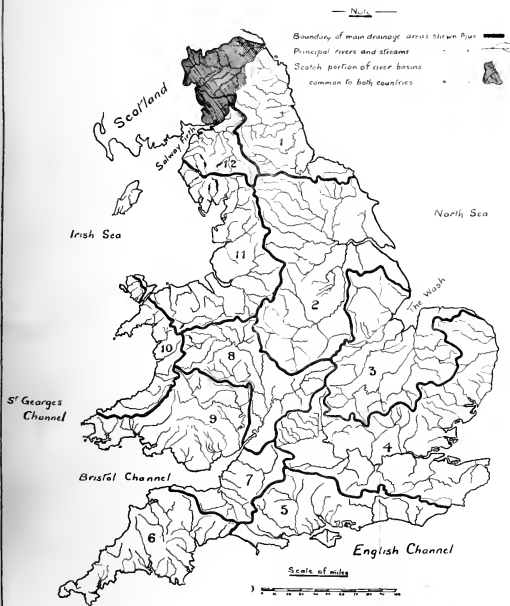 Note
Boundary of main drainage areas shewn thus
Principal rivers and streams " "
Scotch portion of river basins
common to both countries " "
Scotland
Solway Firth
1
12
North Sea
Irish Sea
11
The Wash
2
10
8
3
St Georges
Channel
9
4
Bristol Channel
7
5
6
English Channel
Scale of miles